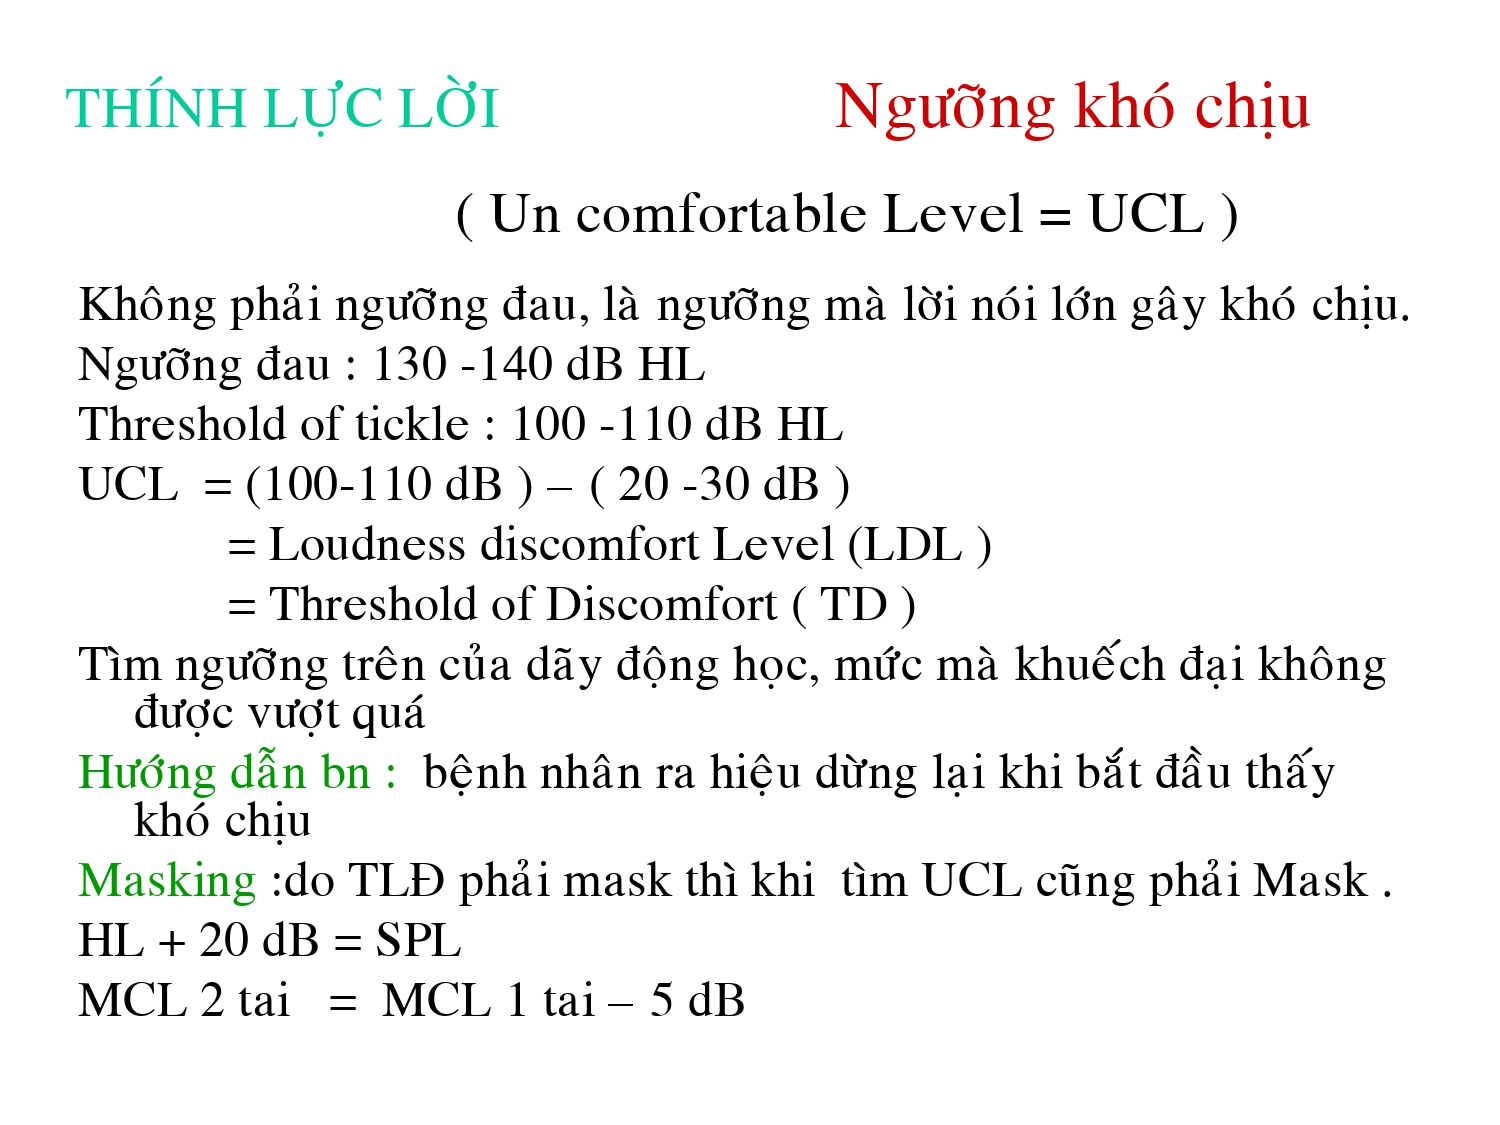 THÍNH LỰC LỜI Ngưỡng khó chịu
( Un comfortable Level = UCL )
Không phải ngưỡng đau, là ngưỡng mà lời nói lớn gây khó chịu.
Ngưỡng đau : 130 -140 dB HL
Threshold of tickle : 100 -110 dB HL
UCL = (100-110 dB ) – ( 20 -30 dB )
= Loudness discomfort Level (LDL )
= Threshold of Discomfort ( TD )
Tìm ngưỡng trên của dãy động học, mức mà khuếch đại không
được vượt quá
Hướng dẫn bn : bệnh nhân ra hiệu dừng lại khi bắt đầu thấy
khó chịu
Masking :do TLĐ phải mask thì khi tìm UCL cũng phải Mask .
HL + 20 dB = SPL
MCL 2 tai = MCL 1 tai – 5 dB